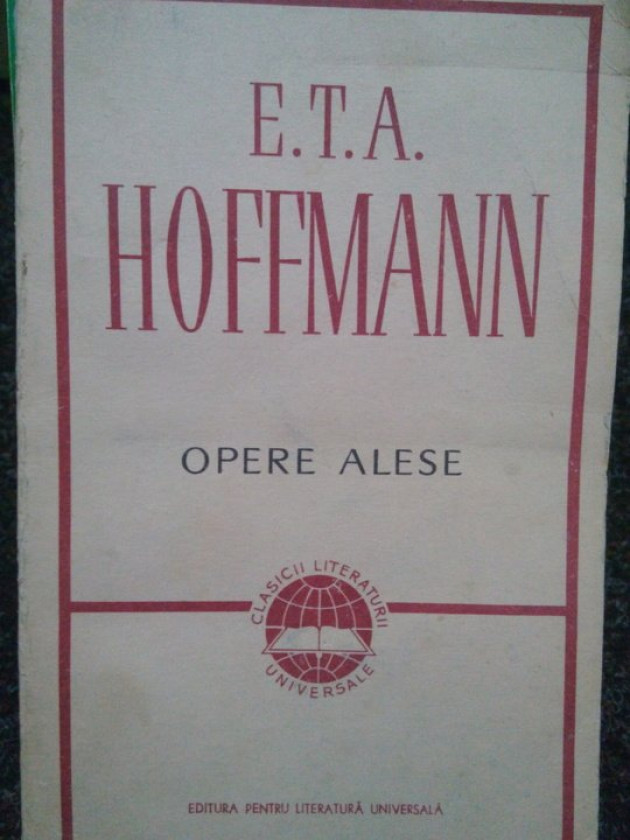 E.T.A.
HOFFMANN
OPERE ALESE
CLASICII LITERATURII
UNIVERSALE
EDITURA PENTRU LITERATURĂ UNIVERSALĂ